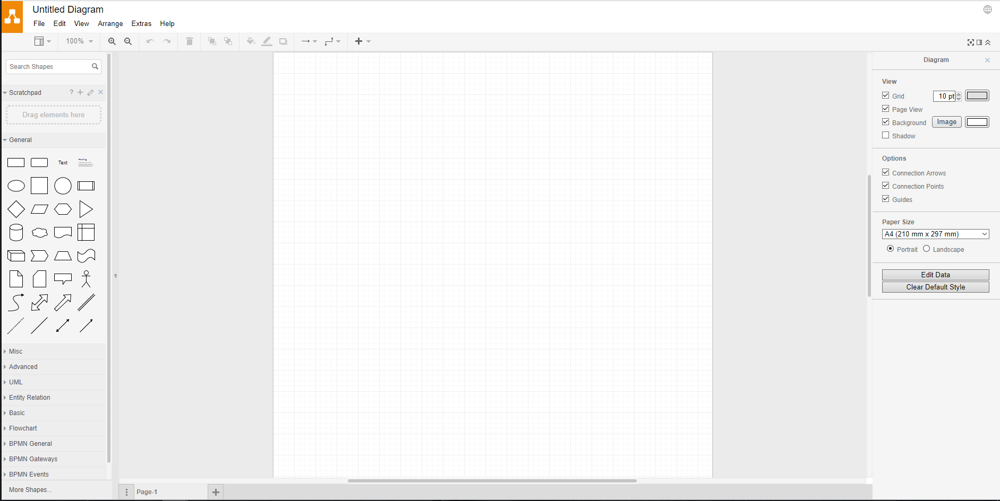 Untitled Diagram
File Edit View Arrange Extras Help
100%
Search Shapes
Scratchpad ?
Drag elements here
General
Text
Heading
Misc
Advanced
UML
Entity Relation
Basic
Flowchart
BPMN General
BPMN Gateways
BPMN Events
More Shapes...
Page-1
Diagram
View
Grid 10 pt
Page View
Background Image
Shadow
Options
Connection Arrows
Connection Points
Guides
Paper Size
A4 (210 mm x 297 mm)
Portrait Landscape
Edit Data
Clear Default Style